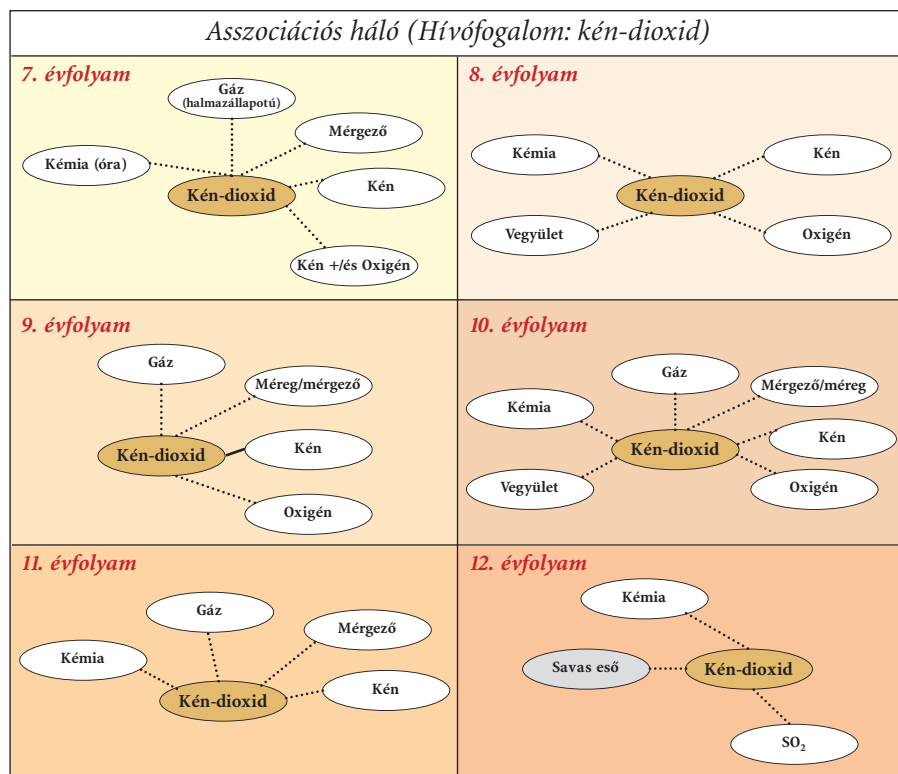 Asszociációs háló (Hívófogalom: kén-dioxid)
7. évfolyam
Gáz
(halmazállapotú)
Mérgező
Kémia (óra)
Kén-dioxid
Kén
Kén +/és Oxigén
8. évfolyam
Kémia
Kén
Kén-dioxid
Vegyület
Oxigén
9. évfolyam
Gáz
Méreg/mérgező
Kén-dioxid
Kén
Oxigén
10. évfolyam
Gáz
Mérgező/méreg
Kémia
Kén-dioxid
Kén
Vegyület
Oxigén
11. évfolyam
Gáz
Mérgező
Kémia
Kén-dioxid
Kén
12. évfolyam
Kémia
Savas eső
Kén-dioxid
SO₂